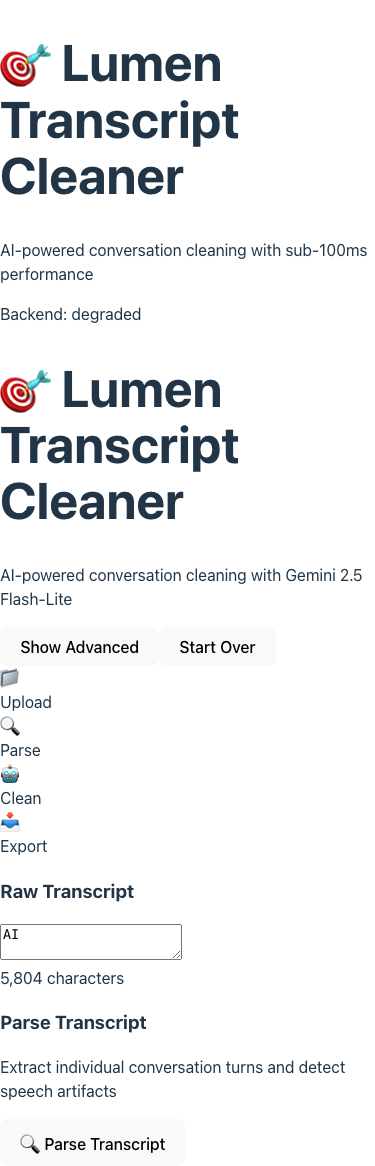 🎯 Lumen
Transcript
Cleaner
AI-powered conversation cleaning with sub-100ms
performance
Backend: degraded
🎯 Lumen
Transcript
Cleaner
AI-powered conversation cleaning with Gemini 2.5
Flash-Lite
Show Advanced Start Over
📁
Upload
🔍
Parse
🤖
Clean
📤
Export
Raw Transcript
AI
5,804 characters
Parse Transcript
Extract individual conversation turns and detect
speech artifacts
🔍 Parse Transcript